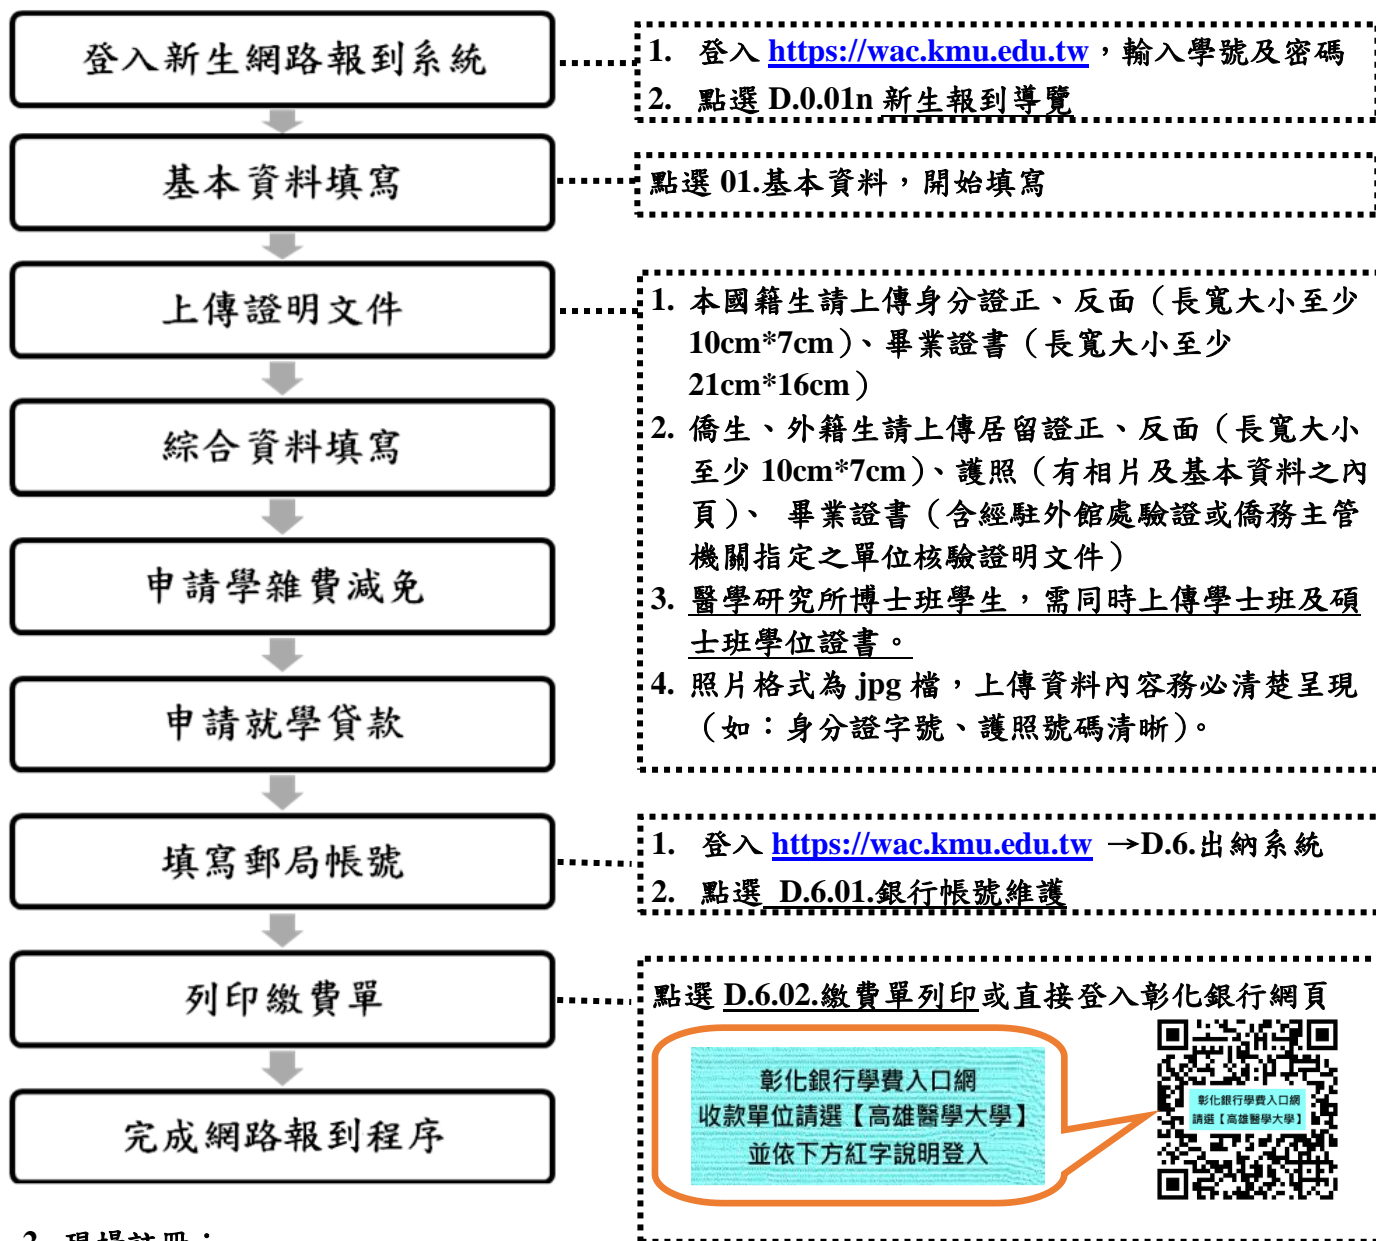 登入新生網路報到系統
1. 登入 https://wac.kmu.edu.tw，輸入學號及密碼
2. 點選 D.0.01n 新生報到導覽
基本資料填寫
點選 01.基本資料，開始填寫
上傳證明文件
1. 本國籍生請上傳身分證正、反面（長寬大小至少
10cm*7cm）、畢業證書（長寬大小至少
21cm*16cm）
2. 僑生、外籍生請上傳居留證正、反面（長寬大小
至少 10cm*7cm）、護照（有相片及基本資料之內
頁）、 畢業證書（含經駐外館處驗證或僑務主管
機關指定之單位核驗證明文件）
3. 醫學研究所博士班學生，需同時上傳學士班及碩
士班學位證書。
4. 照片格式為 jpg 檔，上傳資料內容務必清楚呈現
（如：身分證字號、護照號碼清晰）。
綜合資料填寫
申請學雜費減免
申請就學貸款
填寫郵局帳號
1. 登入 https://wac.kmu.edu.tw →D.6.出納系統
2. 點選 D.6.01.銀行帳號維護
列印繳費單
點選 D.6.02.繳費單列印或直接登入彰化銀行網頁
彰化銀行學費入口網
收款單位請選【高雄醫學大學】
並依下方紅字說明登入
彰化銀行學費入口網
請選【高雄醫學大學】
完成網路報到程序
2. 現場註冊：